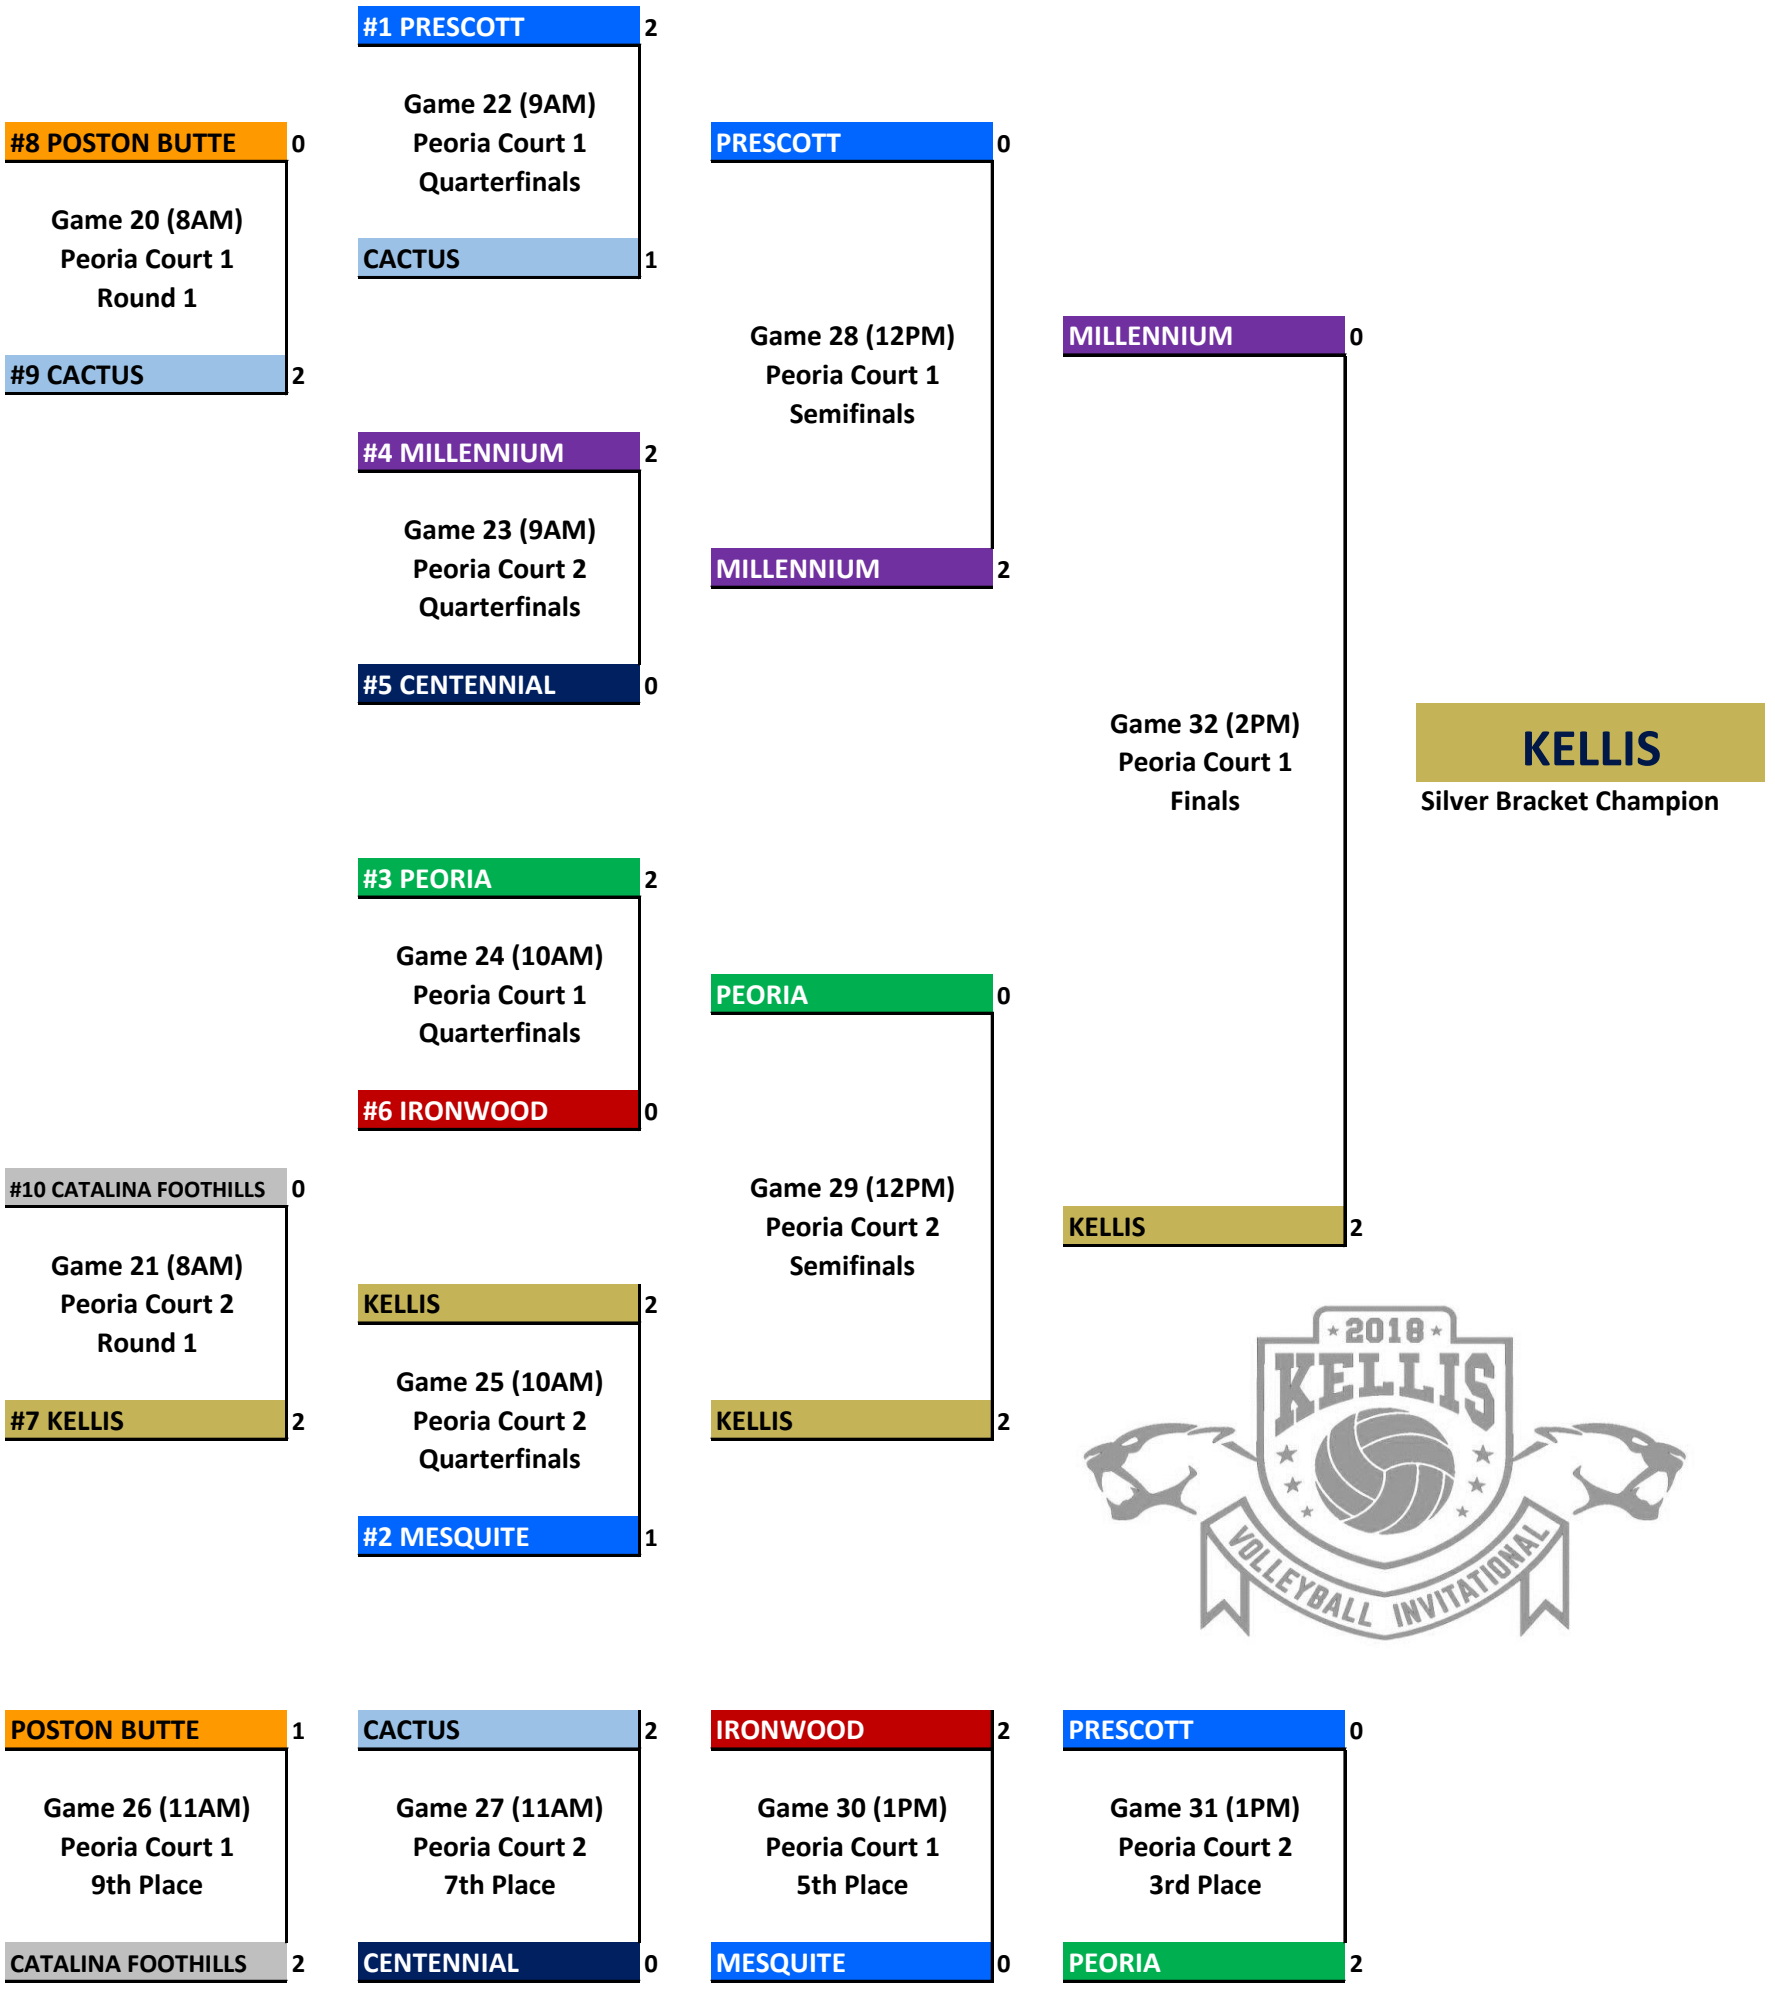 #1 PRESCOTT 2
Game 22 (9AM)
Peoria Court 1
Quarterfinals
CACTUS 1
#8 POSTON BUTTE 0
Game 20 (8AM)
Peoria Court 1
Round 1
#9 CACTUS 2
PRESCOTT 0
Game 28 (12PM)
Peoria Court 1
Semifinals
MILLENNIUM 2
#4 MILLENNIUM 2
Game 23 (9AM)
Peoria Court 2
Quarterfinals
#5 CENTENNIAL 0
MILLENNIUM 0
Game 32 (2PM)
Peoria Court 1
Finals
KELLIS 2
KELLIS
Silver Bracket Champion
#3 PEORIA 2
Game 24 (10AM)
Peoria Court 1
Quarterfinals
#6 IRONWOOD 0
PEORIA 0
Game 29 (12PM)
Peoria Court 2
Semifinals
KELLIS 2
#10 CATALINA FOOTHILLS 0
Game 21 (8AM)
Peoria Court 2
Round 1
#7 KELLIS 2
KELLIS 2
Game 25 (10AM)
Peoria Court 2
Quarterfinals
#2 MESQUITE 1
2018
KELLIS
VOLLEYBALL INVITATIONAL
POSTON BUTTE 1
Game 26 (11AM)
Peoria Court 1
9th Place
CATALINA FOOTHILLS 2
CACTUS 2
Game 27 (11AM)
Peoria Court 2
7th Place
CENTENNIAL 0
IRONWOOD 2
Game 30 (1PM)
Peoria Court 1
5th Place
MESQUITE 0
PRESCOTT 0
Game 31 (1PM)
Peoria Court 2
3rd Place
PEORIA 2